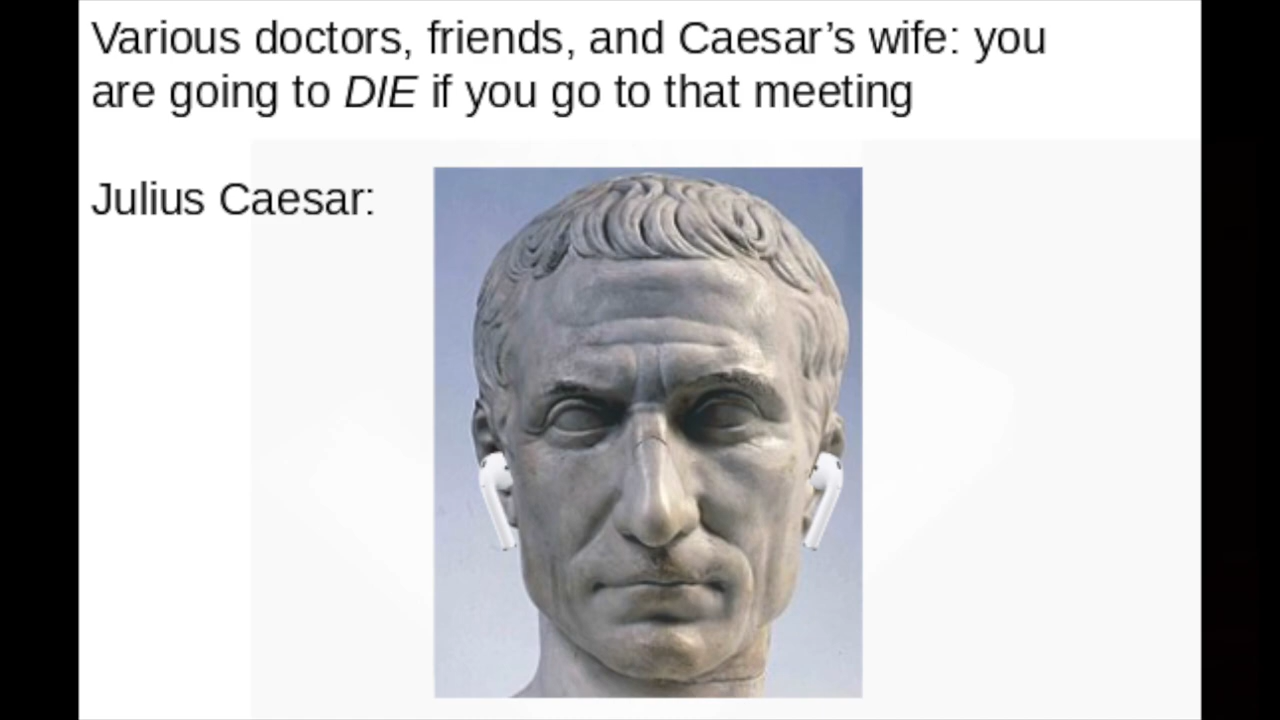 Various doctors, friends, and Caesar’s wife: you
are going to DIE if you go to that meeting
Julius Caesar: